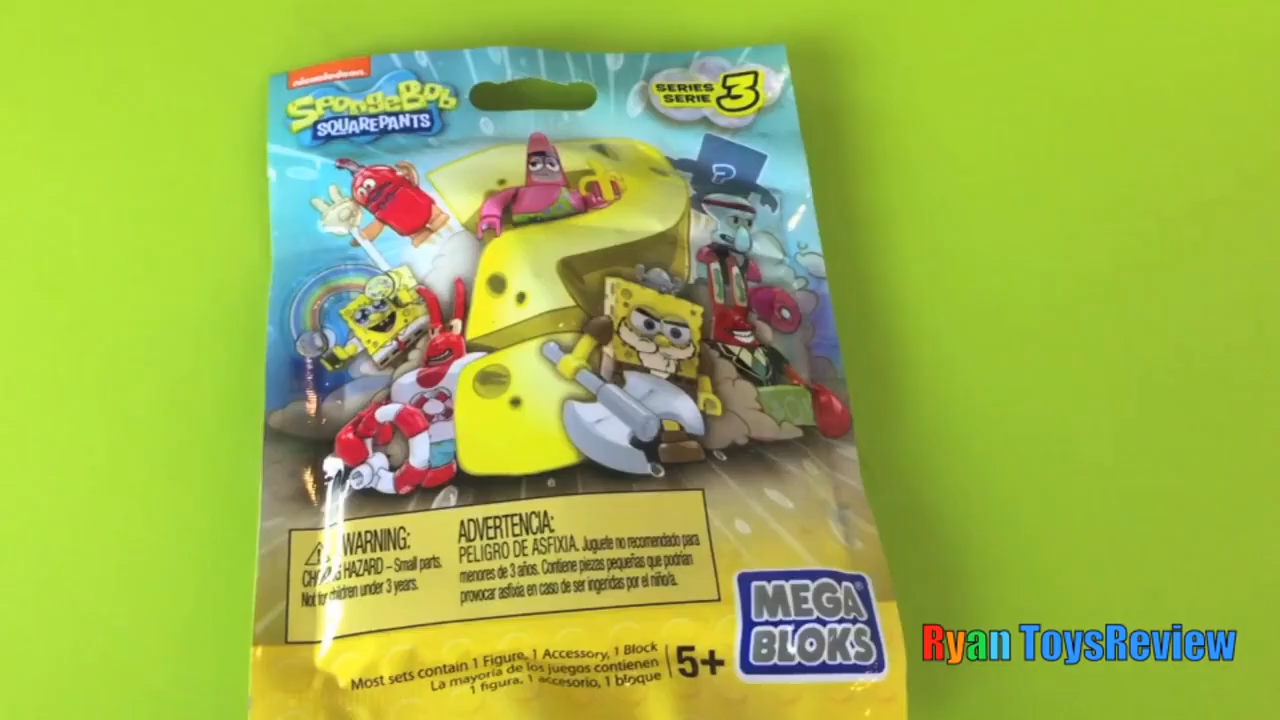 nickelodeon
SpongeBob
SQUAREPANTS
SERIES
SERIE 3
?
WARNING:
HAZARD – Small parts.
Not for children under 3 years.
ADVERTENCIA:
PELIGRO DE ASFIXIA. Juguete no recomendado para
menores de 3 años. Contiene piezas pequeñas que podrían
provocar asfixia en caso de ser ingeridas por el niño/a.
MEGA
BLOKS
Most sets contain 1 Figure, 1 Accessory, 1 Block
La mayoría de los juegos contienen
1 figura, 1 accesorio, 1 bloque
5+
Ryan ToysReview